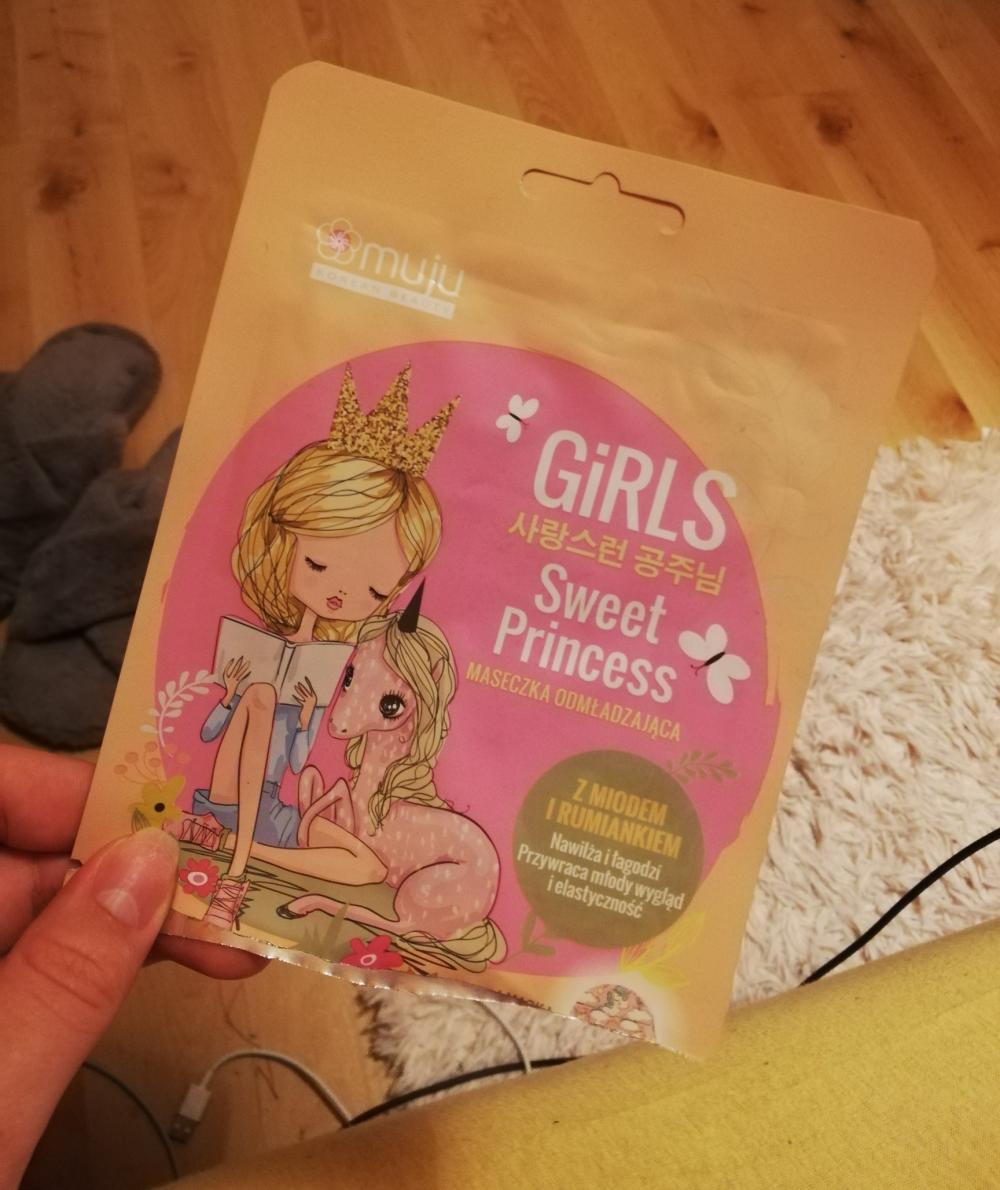 muju
KOREAN BEAUTY
GiRLS
사랑스런 공주님
Sweet
Princess
MASECZKA ODMŁADZAJĄCA
Z MIODEM
I RUMIANKIEM
Nawilża i łagodzi
Przywraca młody wygląd
i elastyczność